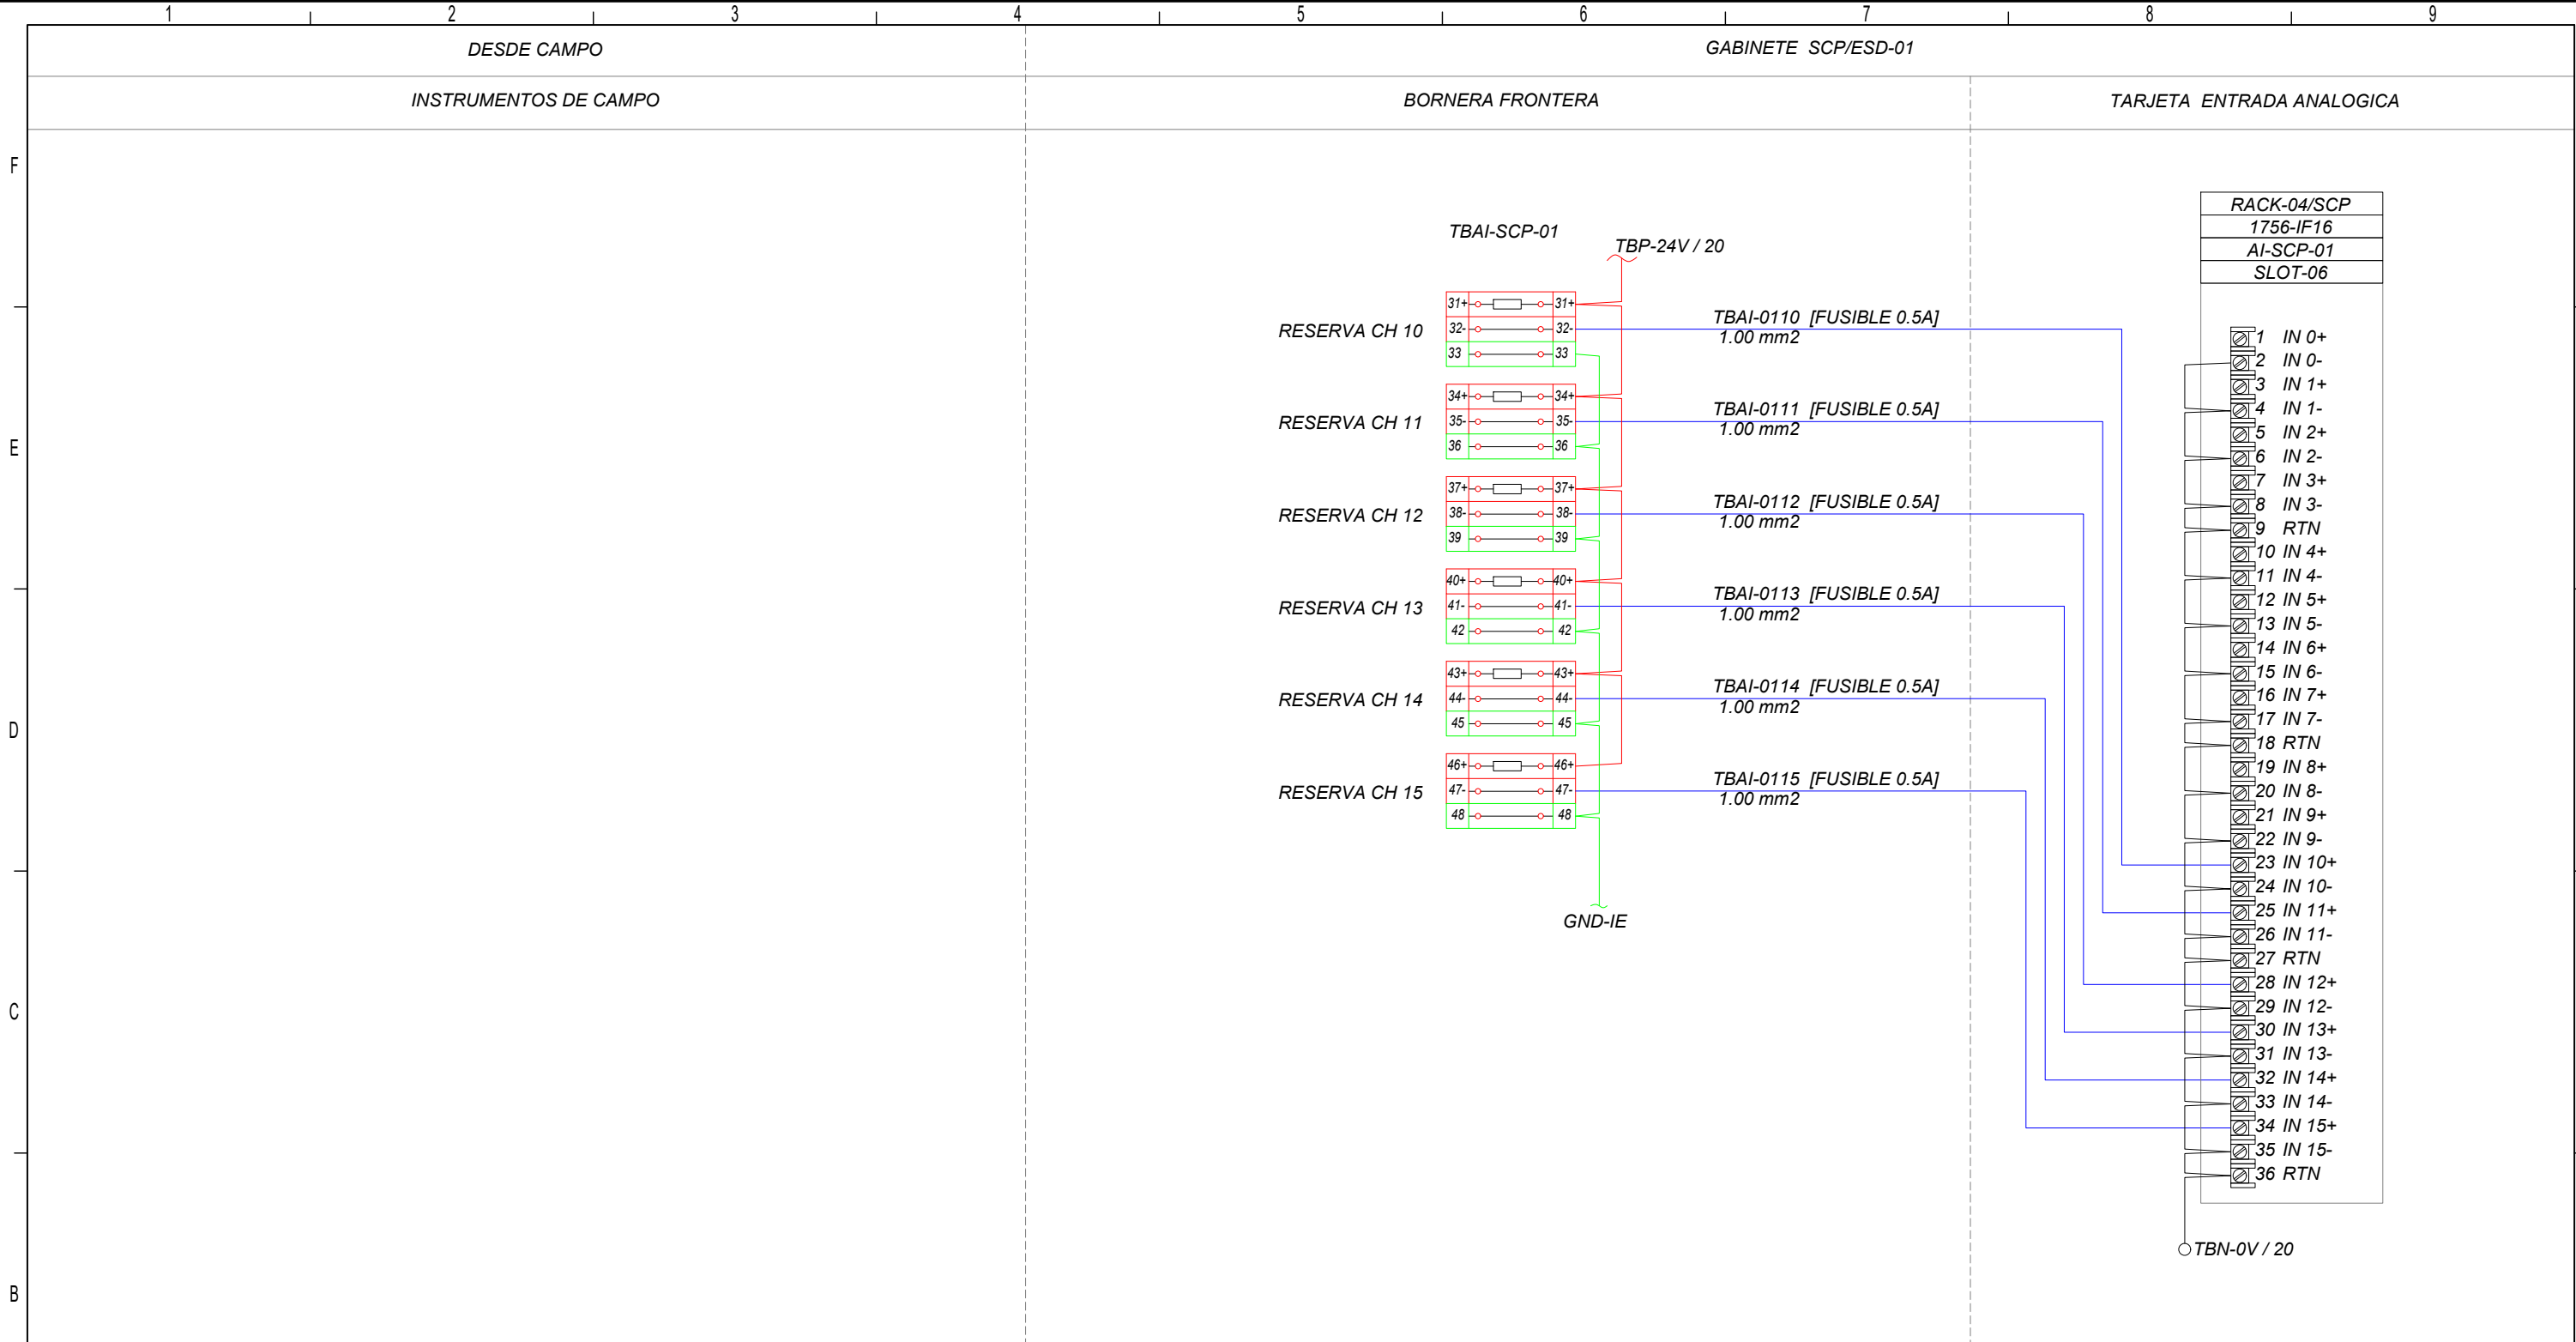 1 2 3 4 5 6 7 8 9
DESDE CAMPO
GABINETE SCP/ESD-01
INSTRUMENTOS DE CAMPO
BORNERA FRONTERA
TARJETA ENTRADA ANALOGICA
F
E
D
C
B
TBAI-SCP-01
TBP-24V / 20
31+ 31+
RESERVA CH 10
32- 32-
33 33
TBAI-0110 [FUSIBLE 0.5A]
1.00 mm2
34+ 34+
RESERVA CH 11
35- 35-
36 36
TBAI-0111 [FUSIBLE 0.5A]
1.00 mm2
37+ 37+
RESERVA CH 12
38- 38-
39 39
TBAI-0112 [FUSIBLE 0.5A]
1.00 mm2
40+ 40+
RESERVA CH 13
41- 41-
42 42
TBAI-0113 [FUSIBLE 0.5A]
1.00 mm2
43+ 43+
RESERVA CH 14
44- 44-
45 45
TBAI-0114 [FUSIBLE 0.5A]
1.00 mm2
46+ 46+
RESERVA CH 15
47- 47-
48 48
TBAI-0115 [FUSIBLE 0.5A]
1.00 mm2
GND-IE
RACK-04/SCP
1756-IF16
AI-SCP-01
SLOT-06
1 IN 0+
2 IN 0-
3 IN 1+
4 IN 1-
5 IN 2+
6 IN 2-
7 IN 3+
8 IN 3-
9 RTN
10 IN 4+
11 IN 4-
12 IN 5+
13 IN 5-
14 IN 6+
15 IN 6-
16 IN 7+
17 IN 7-
18 RTN
19 IN 8+
20 IN 8-
21 IN 9+
22 IN 9-
23 IN 10+
24 IN 10-
25 IN 11+
26 IN 11-
27 RTN
28 IN 12+
29 IN 12-
30 IN 13+
31 IN 13-
32 IN 14+
33 IN 14-
34 IN 15+
35 IN 15-
36 RTN
TBN-0V / 20